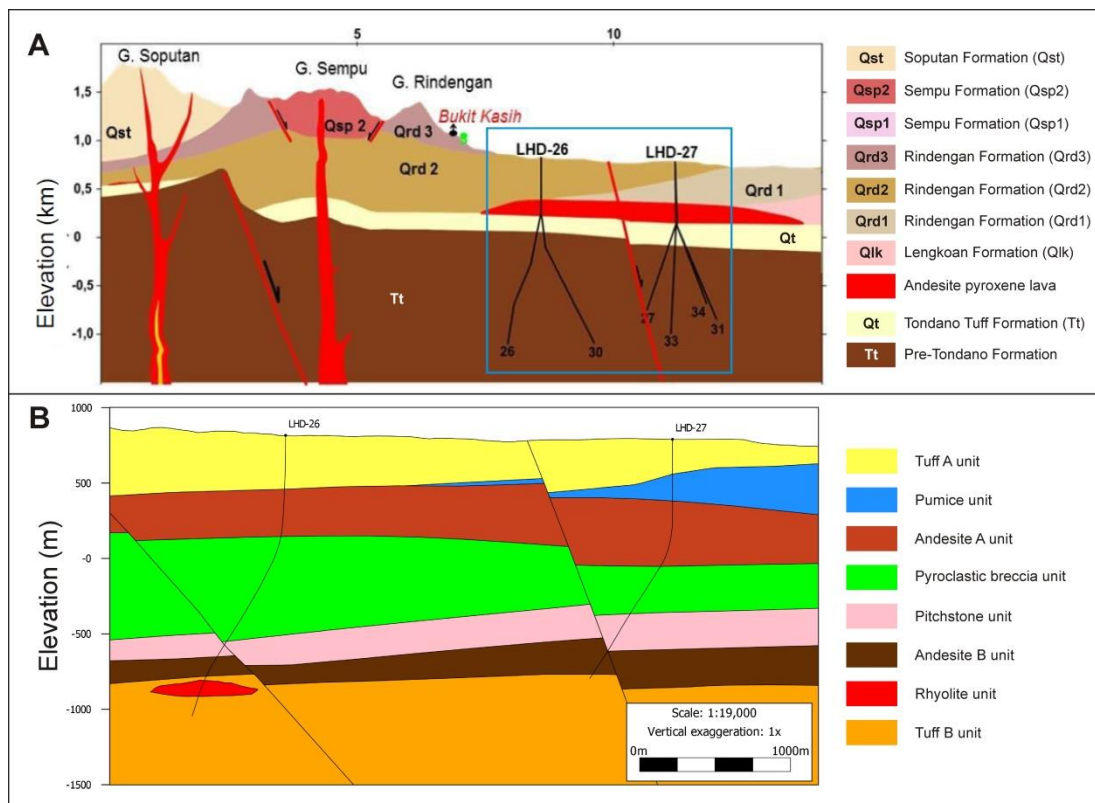 A
5
10
G. Soputan
G. Sempu
G. Rindengan
Bukit Kasih
Elevation (km)
1,5
1,0
0,5
0
-0,5
-1,0
Qst
Qsp 2
Qrd 3
Qrd 2
Qrd 1
Qt
Tt
LHD-26
LHD-27
26
30
27
33
34
31
Qst Soputan Formation (Qst)
Qsp2 Sempu Formation (Qsp2)
Qsp1 Sempu Formation (Qsp1)
Qrd3 Rindengan Formation (Qrd3)
Qrd2 Rindengan Formation (Qrd2)
Qrd1 Rindengan Formation (Qrd1)
Qlk Lengkoan Formation (Qlk)
Andesite pyroxene lava
Qt Tondano Tuff Formation (Tt)
Tt Pre-Tondano Formation
B
Elevation (m)
1000
500
-0
-500
-1000
-1500
LHD-26
LHD-27
Scale: 1:19,000
Vertical exaggeration: 1x
0m 1000m
Tuff A unit
Pumice unit
Andesite A unit
Pyroclastic breccia unit
Pitchstone unit
Andesite B unit
Rhyolite unit
Tuff B unit